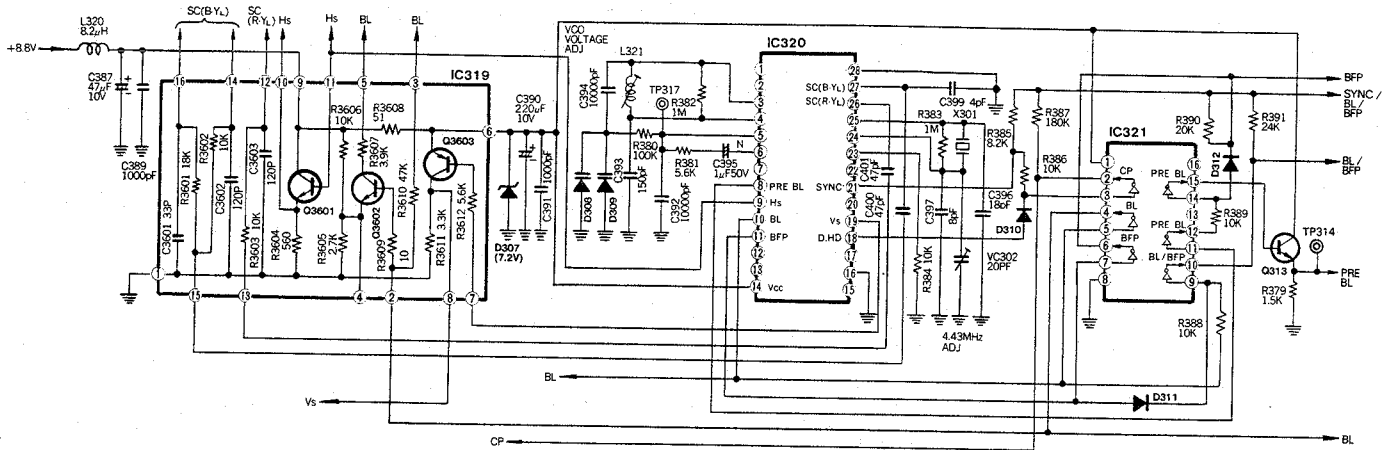 SC(B-YL)
SC
(R-YL)
Hs
Hs
BL
BL
L320
8.2μH
+8.8V
C387
47μF
10V
C389
1000pF
IC319
16
14
12
10
9
11
5
3
6
1
15
13
4
2
8
7
C3601 33P
R3601 18K
R3602
10K
C3602
120P
R3603 10K
C3603
120P
R3604
560
Q3601
R3605
2.7K
R3606
10K
R3607
3.9K
R3608
51
Q3602
R3609
10
R3610 47K
Q3603
R3611 3.3K
R3612 5.6K
D307
(7.2V)
C390
220μF
10V
C391
1000pF
VCO
VOLTAGE
ADJ
L321
C394
10000pF
TP317
R382
1M
R380
100K
R381
5.6K
N
C395
1μF50V
D308
D309
C393
150pF
C392
10000pF
IC320
1
2
3
4
5
6
7
8 PRE BL
9 Hs
10 BL
11 BFP
12
13
14 Vcc
28
SC(B-YL) 27
SC(R-YL) 26
25
24
23
22
SYNC 21
20
Vs 19
D.HD 18
17
16
15
C399 4pF
R383
1M
X301
C401
47pF
C400
47pF
R384 10K
C397
8pF
VC302
20PF
4.43MHz
ADJ
R385
8.2K
R387
180K
R386
10K
C396
18pF
D310
IC321
1
2
3
4
5
6
7
8
CP
BL
BFP
PRE BL
PRE BL
BL/BFP
16
15
14
13
12
11
10
9
R390
20K
D312
R391
24K
R389
10K
R388
10K
D311
Q313
TP314
R379
1.5K
BFP
SYNC/
BL/
BFP
BL/
BFP
PRE
BL
BL
Vs
CP
BL